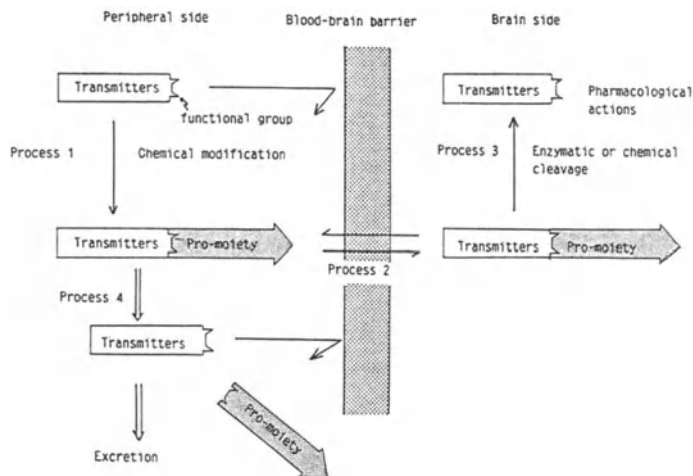 Peripheral side
Blood-brain barrier
Brain side
Transmitters
functional group
Transmitters
Pharmacological
actions
Process 1
Chemical modification
Process 3
Enzymatic or chemical
cleavage
Transmitters
Pro-moiety
Process 2
Transmitters
Pro-moiety
Process 4
Transmitters
Pro-moiety
Excretion